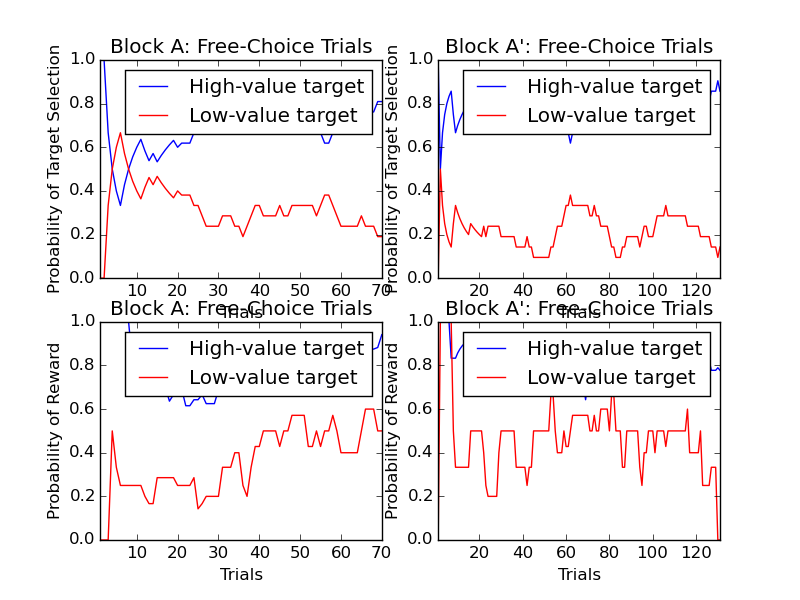 Block A: Free-Choice Trials
Block A': Free-Choice Trials
Probability of Target Selection
1.0
0.8
0.6
0.4
0.2
0.0
High-value target
Low-value target
10 20 30 40 50 60 70
Trials
Probability of Target Selection
1.0
0.8
0.6
0.4
0.2
0.0
High-value target
Low-value target
20 40 60 80 100 120
Trials
Block A: Free-Choice Trials
Block A': Free-Choice Trials
Probability of Reward
1.0
0.8
0.6
0.4
0.2
0.0
High-value target
Low-value target
10 20 30 40 50 60 70
Trials
Probability of Reward
1.0
0.8
0.6
0.4
0.2
0.0
High-value target
Low-value target
20 40 60 80 100 120
Trials